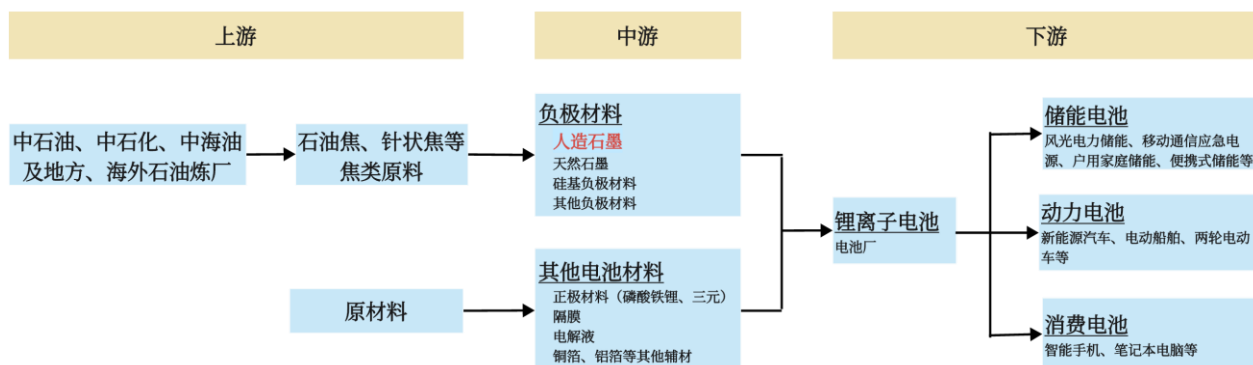 上游
中游
下游
中石油、中石化、中海油
及地方、海外石油炼厂
石油焦、针状焦等
焦类原料
负极材料
人造石墨
天然石墨
硅基负极材料
其他负极材料
原材料
其他电池材料
正极材料（磷酸铁锂、三元）
隔膜
电解液
铜箔、铝箔等其他辅材
锂离子电池
电池厂
储能电池
风光电力储能、移动通信应急电
源、户用家庭储能、便携式储能等
动力电池
新能源汽车、电动船舶、两轮电动
车等
消费电池
智能手机、笔记本电脑等